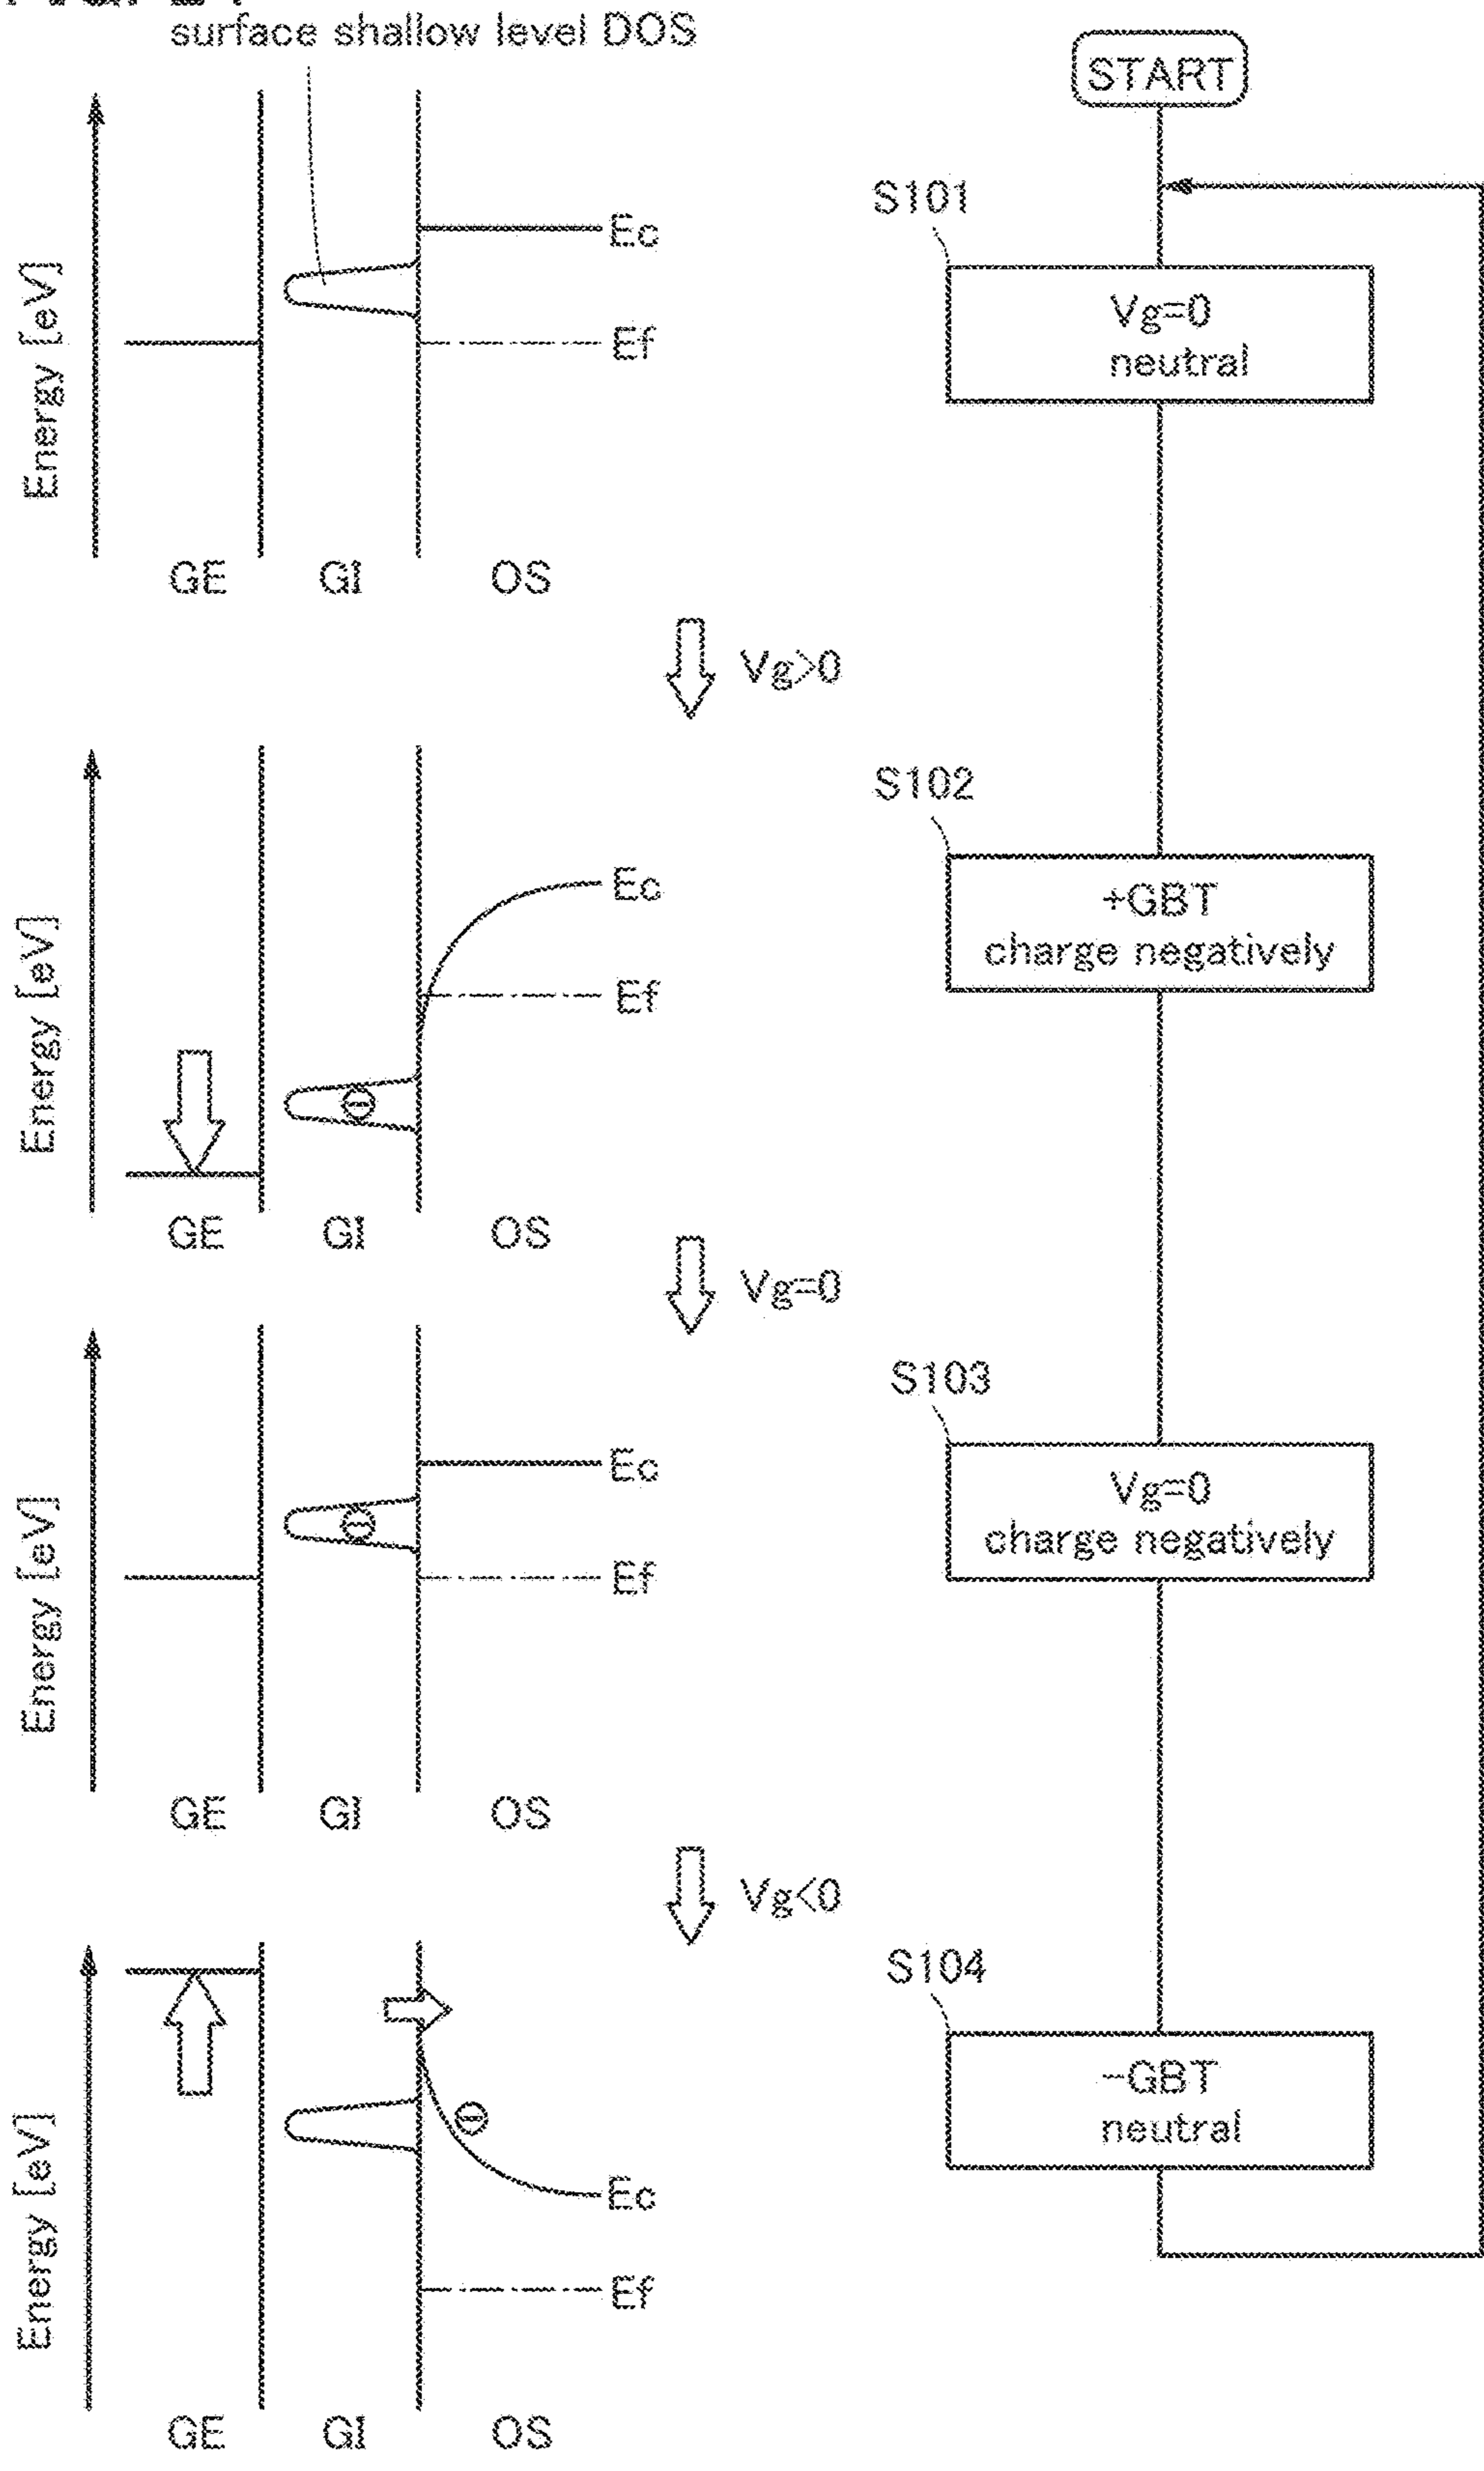 surface shallow level DOS
START
Energy [eV]
Ec
Ef
GE GI OS
S101
Vg=0
neutral
Vg>0
Energy [eV]
Ec
Ef
GE GI OS
S102
+GBT
charge negatively
Vg=0
Energy [eV]
Ec
Ef
GE GI OS
S103
Vg=0
charge negatively
Vg<0
Energy [eV]
Ec
Ef
GE GI OS
S104
-GBT
neutral